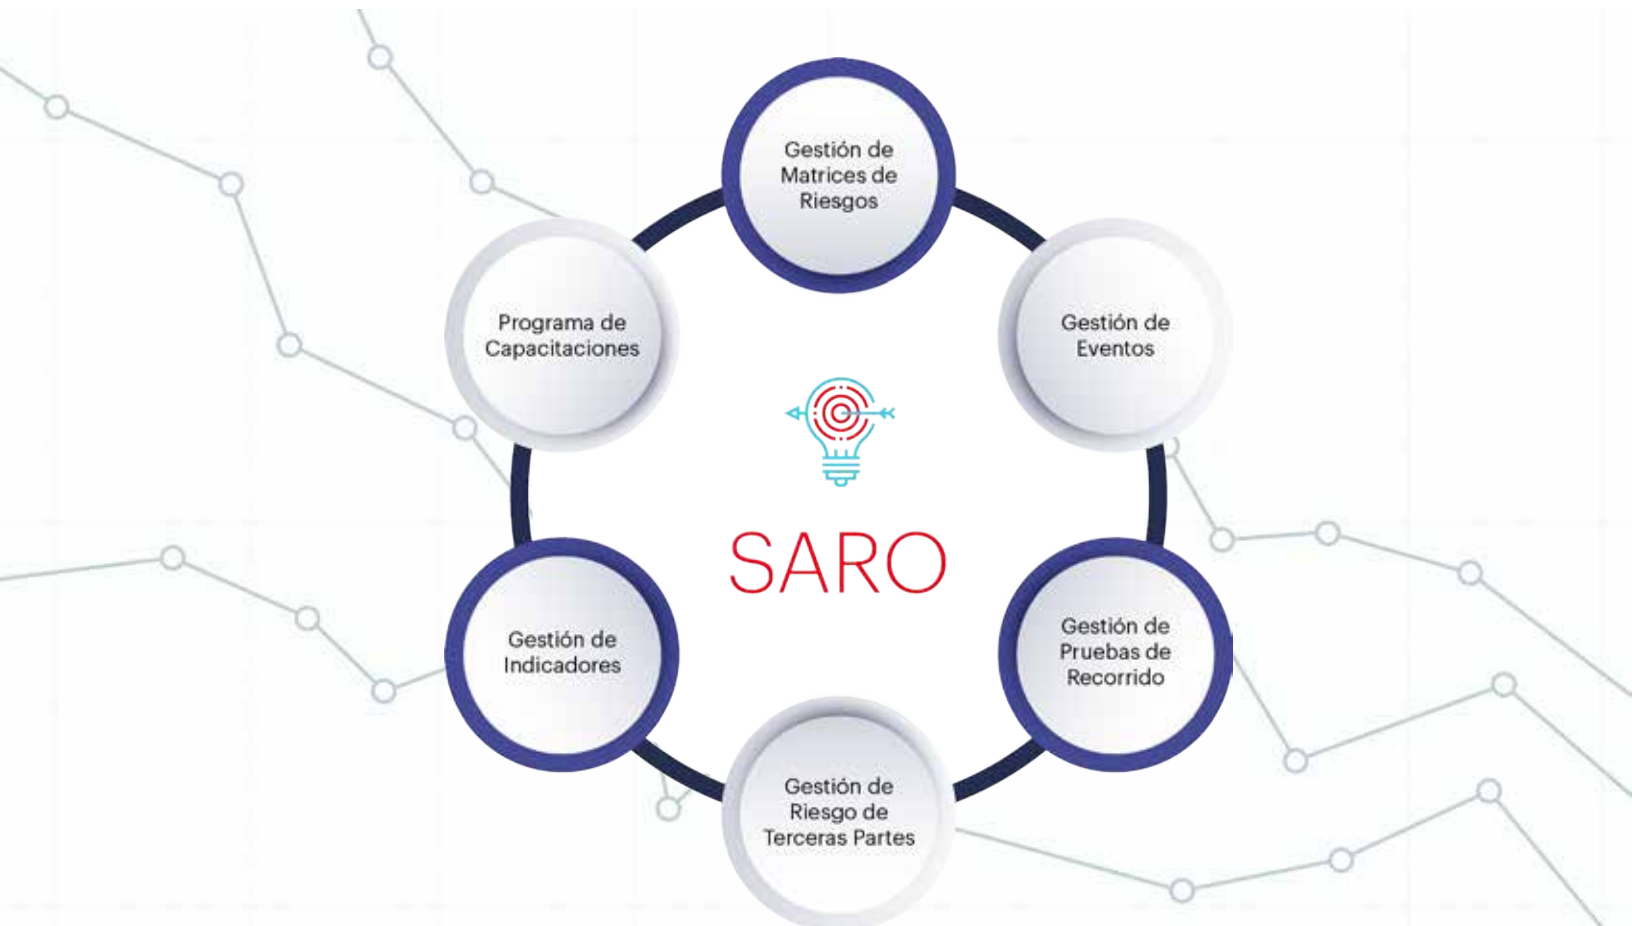 Gestión de
Matrices de
Riesgos
Programa de
Capacitaciones
Gestión de
Eventos
SARO
Gestión de
Indicadores
Gestión de
Pruebas de
Recorrido
Gestión de
Riesgo de
Terceras Partes